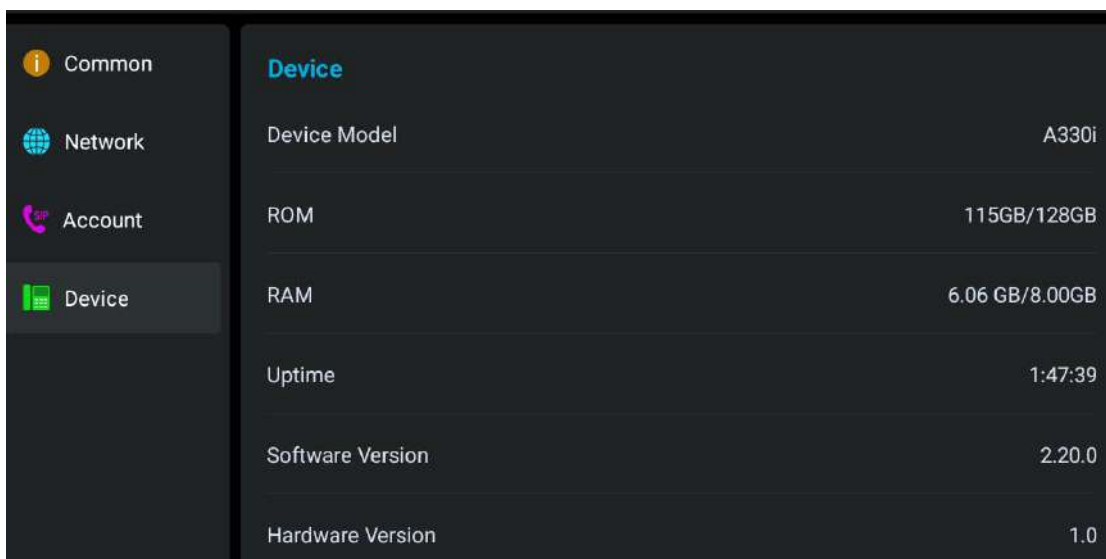 Common
Network
SIP
Account
Device
Device
Device Model A330i
ROM 115GB/128GB
RAM 6.06 GB/8.00GB
Uptime 1:47:39
Software Version 2.20.0
Hardware Version 1.0